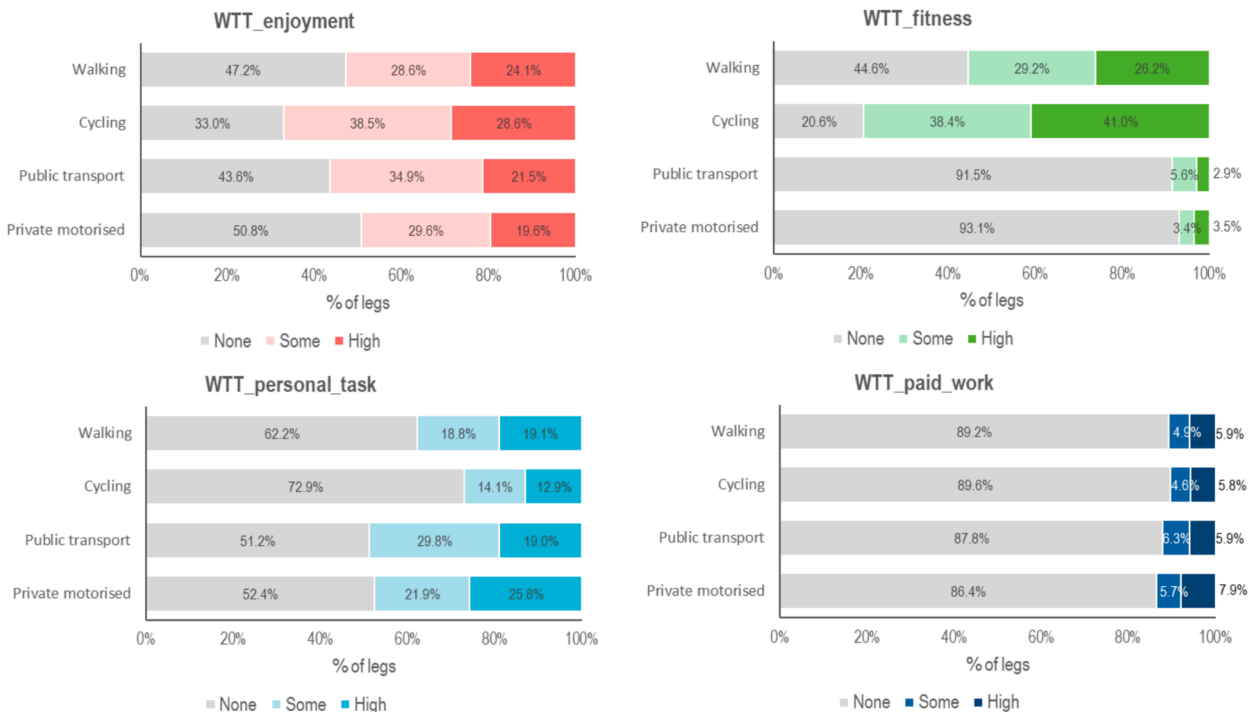 WTT_enjoyment
Walking 47.2% 28.6% 24.1%
Cycling 33.0% 38.5% 28.6%
Public transport 43.6% 34.9% 21.5%
Private motorised 50.8% 29.6% 19.6%
0% 20% 40% 60% 80% 100%
% of legs
None Some High
WTT_fitness
Walking 44.6% 29.2% 26.2%
Cycling 20.6% 38.4% 41.0%
Public transport 91.5% 5.6% 2.9%
Private motorised 93.1% 3.4% 3.5%
0% 20% 40% 60% 80% 100%
% of legs
None Some High
WTT_personal_task
Walking 62.2% 18.8% 19.1%
Cycling 72.9% 14.1% 12.9%
Public transport 51.2% 29.8% 19.0%
Private motorised 52.4% 21.9% 25.8%
0% 20% 40% 60% 80% 100%
% of legs
None Some High
WTT_paid_work
Walking 89.2% 4.9% 5.9%
Cycling 89.6% 4.6% 5.8%
Public transport 87.8% 6.3% 5.9%
Private motorised 86.4% 5.7% 7.9%
0% 20% 40% 60% 80% 100%
% of legs
None Some High